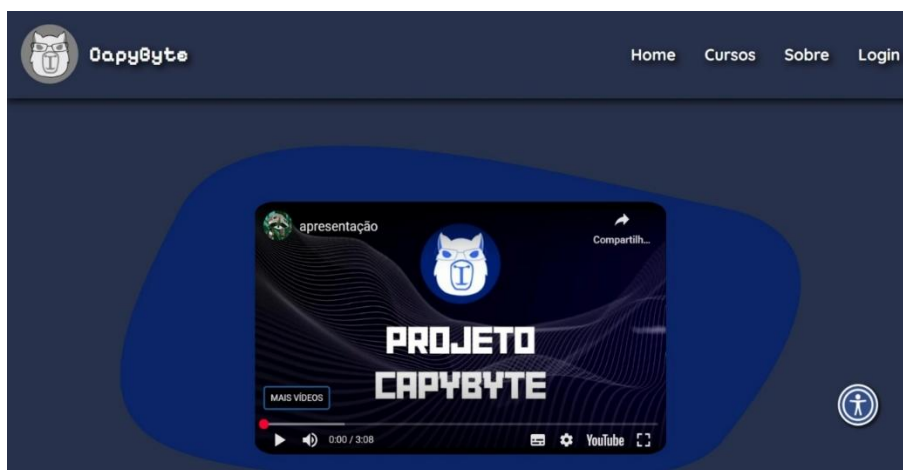 CapyByte
Home Cursos Sobre Login
apresentação
Compartilh...
PROJETO
CAPYBYTE
MAIS VÍDEOS
0:00 / 3:08
YouTube